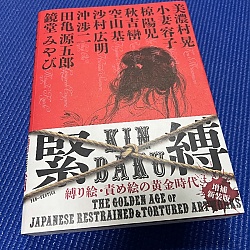 美濃村晃
小妻容子
椋陽児
秋吉巒
空山基
沙村広明
沖渉二
田亀源五郎
鏡堂みやび
緊縛
KIN
BAKU
縛り絵・責め絵の黄金時代
増補
新装版
THE GOLDEN AGE OF
JAPANESE RESTRAINED & TORTURED ART WORKS